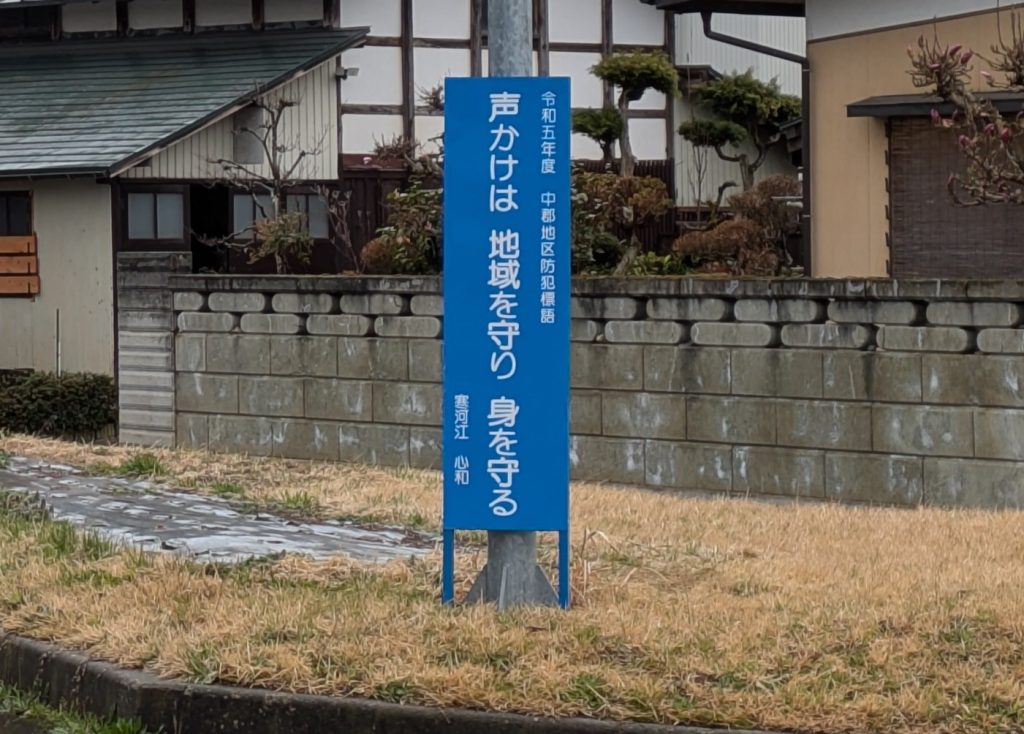 令和五年度 中郡地区防犯標語
声かけは 地域を守り 身を守る
寒河江 心和